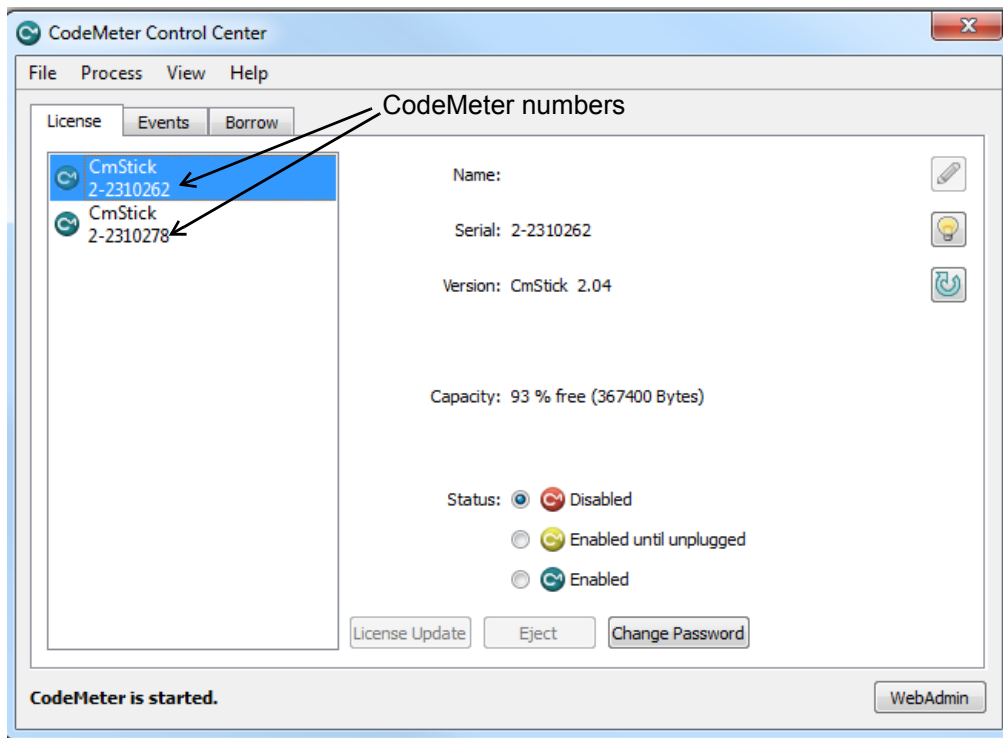 CodeMeter Control Center
File Process View Help
CodeMeter numbers
License Events Borrow
CmStick
2-2310262
CmStick
2-2310278
Name:
Serial: 2-2310262
Version: CmStick 2.04
Capacity: 93 % free (367400 Bytes)
Status: Disabled
Enabled until unplugged
Enabled
License Update Eject Change Password
CodeMeter is started.
WebAdmin